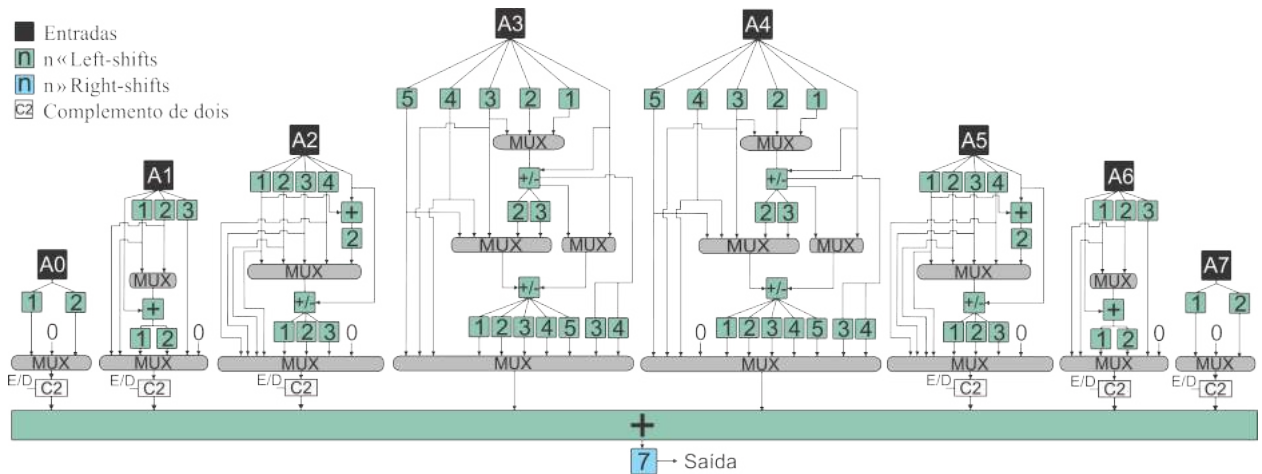 A3
A4
Entradas
n n« Left-shifts
n n» Right-shifts
C2 Complemento de dois
5 4 3 2 1
5 4 3 2 1
MUX
MUX
A2
A5
A1
A6
+/-
+/-
1 2 3 4
1 2 3 4
1 2 3
1 2 3
+
+
2 3
2 3
2
2
MUX MUX
MUX MUX
A0
A7
MUX
MUX
MUX
MUX
+/-
+/-
+/-
+/-
1 2
+
+
1 2
0
1 2
1 2 3 0
1 2 3 4 5 3 4
0 1 2 3 4 5 3 4
1 2 3 0
1 2
0
0
0
MUX
MUX
MUX
MUX
MUX
MUX
MUX
MUX
E/D C2
E/D C2
E/D C2
E/D C2
E/D C2
E/D C2
+
7 Saída